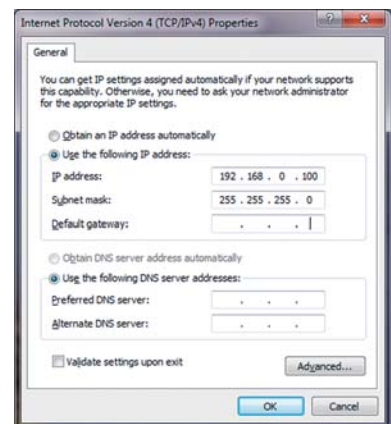 Internet Protocol Version 4 (TCP/IPv4) Properties
General
You can get IP settings assigned automatically if your network supports
this capability. Otherwise, you need to ask your network administrator
for the appropriate IP settings.
Obtain an IP address automatically
Use the following IP address:
IP address: 192 . 168 . 0 . 100
Subnet mask: 255 . 255 . 255 . 0
Default gateway: . . .
Obtain DNS server address automatically
Use the following DNS server addresses:
Preferred DNS server: . . .
Alternate DNS server: . . .
Validate settings upon exit
Advanced...
OK Cancel